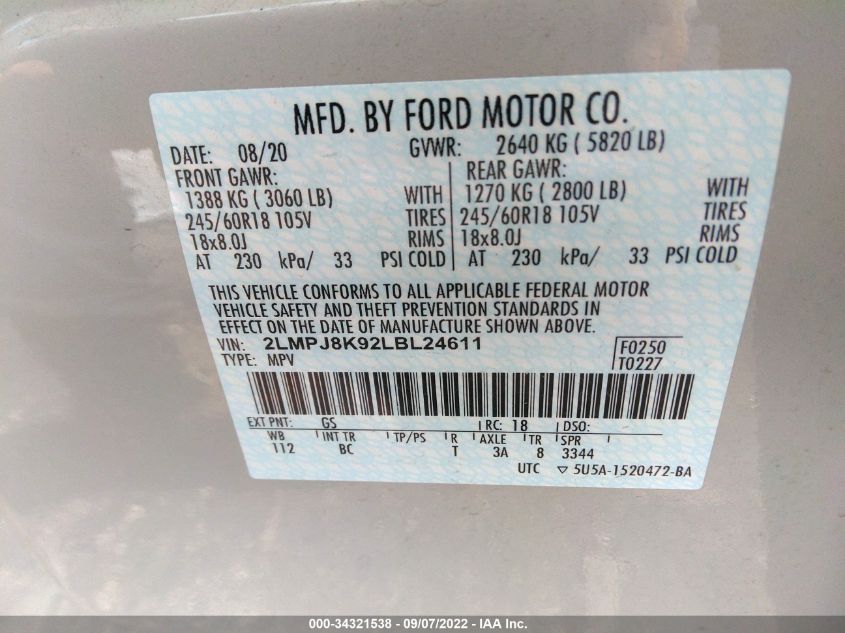 MFD. BY FORD MOTOR CO.
DATE: 08/20 GVWR: 2640 KG ( 5820 LB)
FRONT GAWR: REAR GAWR:
1388 KG ( 3060 LB) WITH 1270 KG ( 2800 LB) WITH
245/60R18 105V TIRES 245/60R18 105V TIRES
18x8.0J RIMS 18x8.0J RIMS
AT 230 kPa/ 33 PSI COLD AT 230 kPa/ 33 PSI COLD
THIS VEHICLE CONFORMS TO ALL APPLICABLE FEDERAL MOTOR
VEHICLE SAFETY AND THEFT PREVENTION STANDARDS IN
EFFECT ON THE DATE OF MANUFACTURE SHOWN ABOVE.
VIN: 2LMPJ8K92LBL24611 F0250
TYPE: MPV T0227
EXT PNT: GS RC: 18 DSO:
WB INT TR TP/PS R AXLE TR SPR
112 BC T 3A 8 3344
UTC ▽ 5U5A-1520472-BA
000-34321538 - 09/07/2022 - IAA Inc.